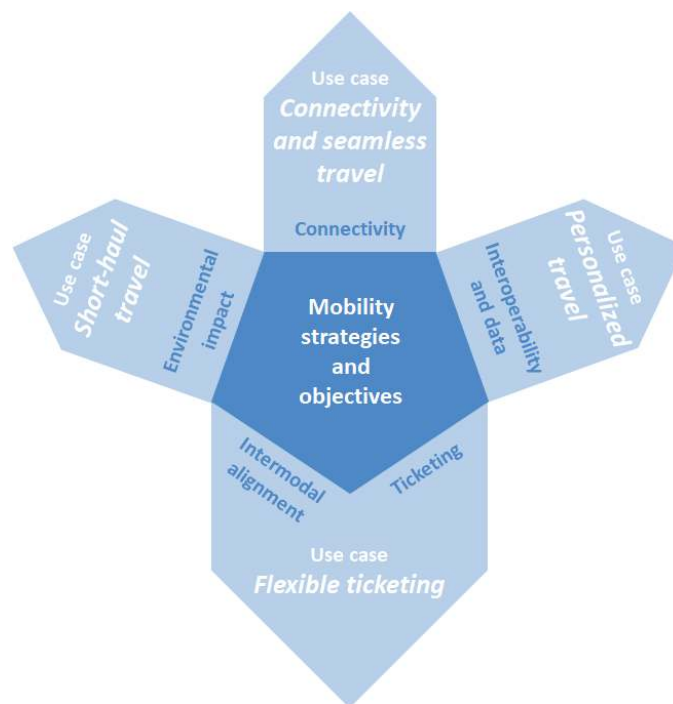 Use case
Connectivity
and seamless
travel
Connectivity
Use case
Short-haul
travel
Environmental
impact
Mobility
strategies
and
objectives
Interoperability
and data
Personalized
travel
Use case
Intermodal
alignment
Ticketing
Use case
Flexible ticketing